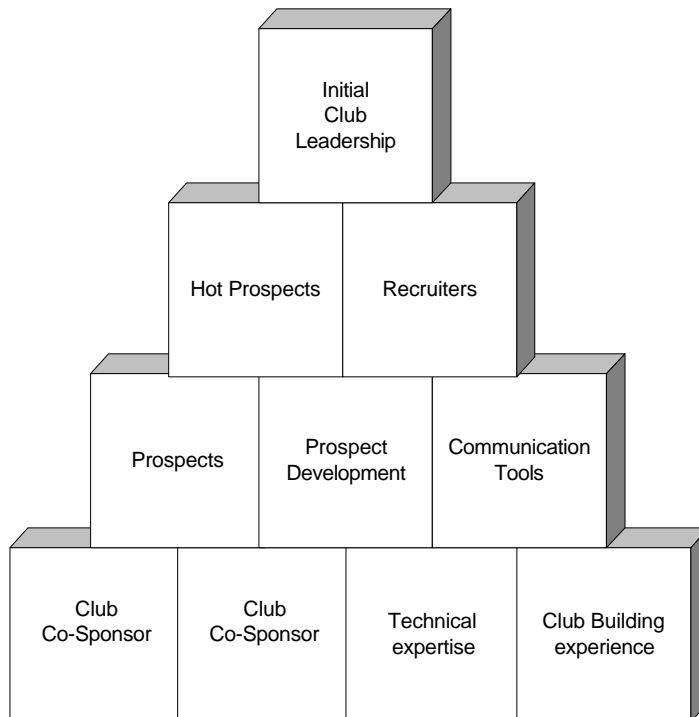 Initial
Club
Leadership
Hot Prospects
Recruiters
Prospects
Prospect
Development
Communication
Tools
Club
Co-Sponsor
Club
Co-Sponsor
Technical
expertise
Club Building
experience